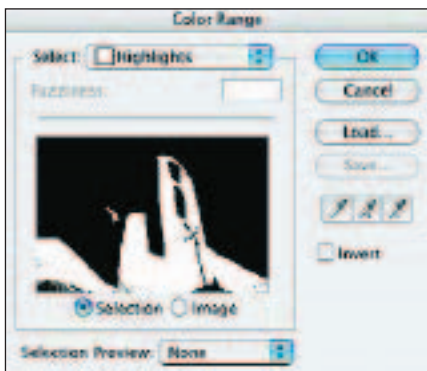 Color Range
Select: Highlights
Fuzziness:
OK
Cancel
Load...
Save...
Invert
Selection Image
Selection Preview: None